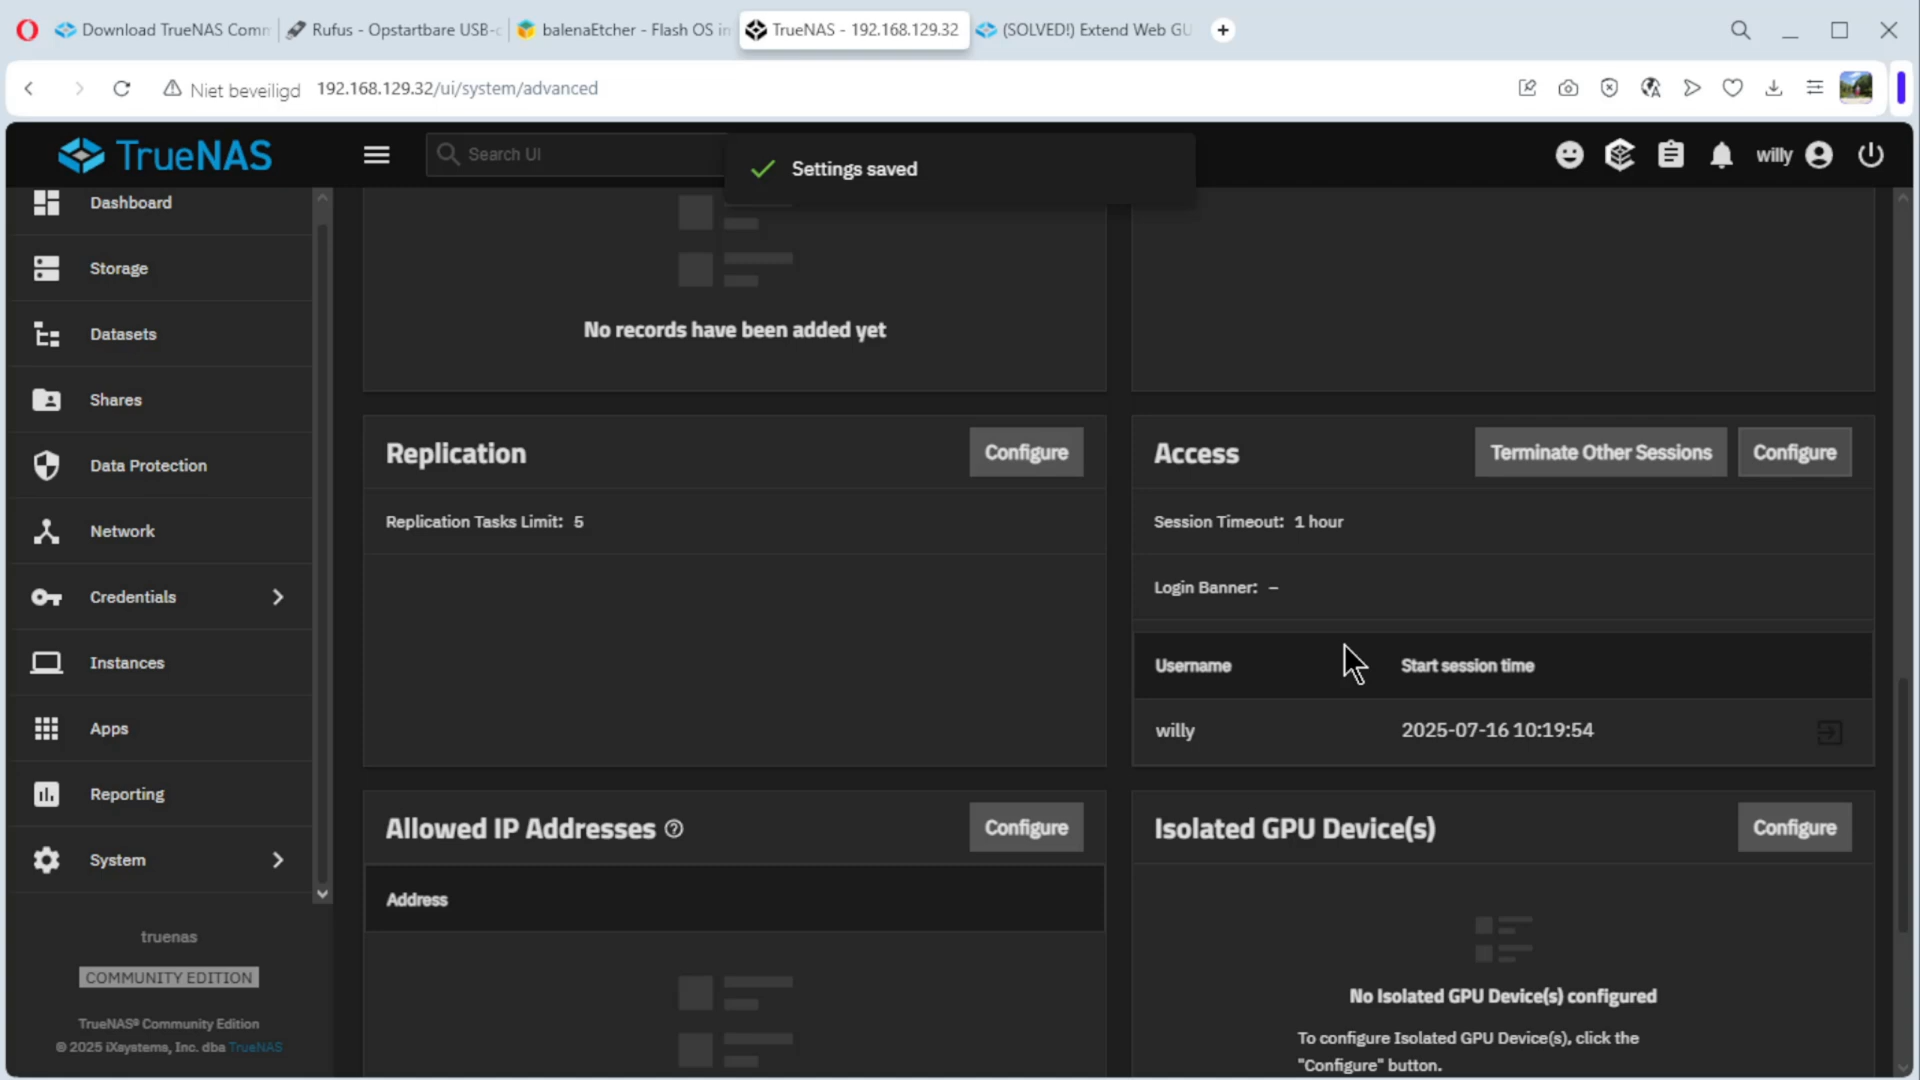 Download TrueNAS Comm
Rufus - Opstartbare USB-c
balenaEtcher - Flash OS in
TrueNAS - 192.168.129.32
(SOLVED!) Extend Web GU
Niet beveiligd
192.168.129.32/ui/system/advanced
TrueNAS
Search UI
Settings saved
willy
Dashboard
Storage
Datasets
Shares
Data Protection
Network
Credentials
Instances
Apps
Reporting
System
truenas
COMMUNITY EDITION
TrueNAS® Community Edition
© 2025 iXsystems, Inc. dba TrueNAS
No records have been added yet
Replication
Configure
Replication Tasks Limit: 5
Access
Terminate Other Sessions
Configure
Session Timeout: 1 hour
Login Banner: –
Username
Start session time
willy
2025-07-16 10:19:54
Allowed IP Addresses
Configure
Address
Isolated GPU Device(s)
Configure
No Isolated GPU Device(s) configured
To configure Isolated GPU Device(s), click the
"Configure" button.